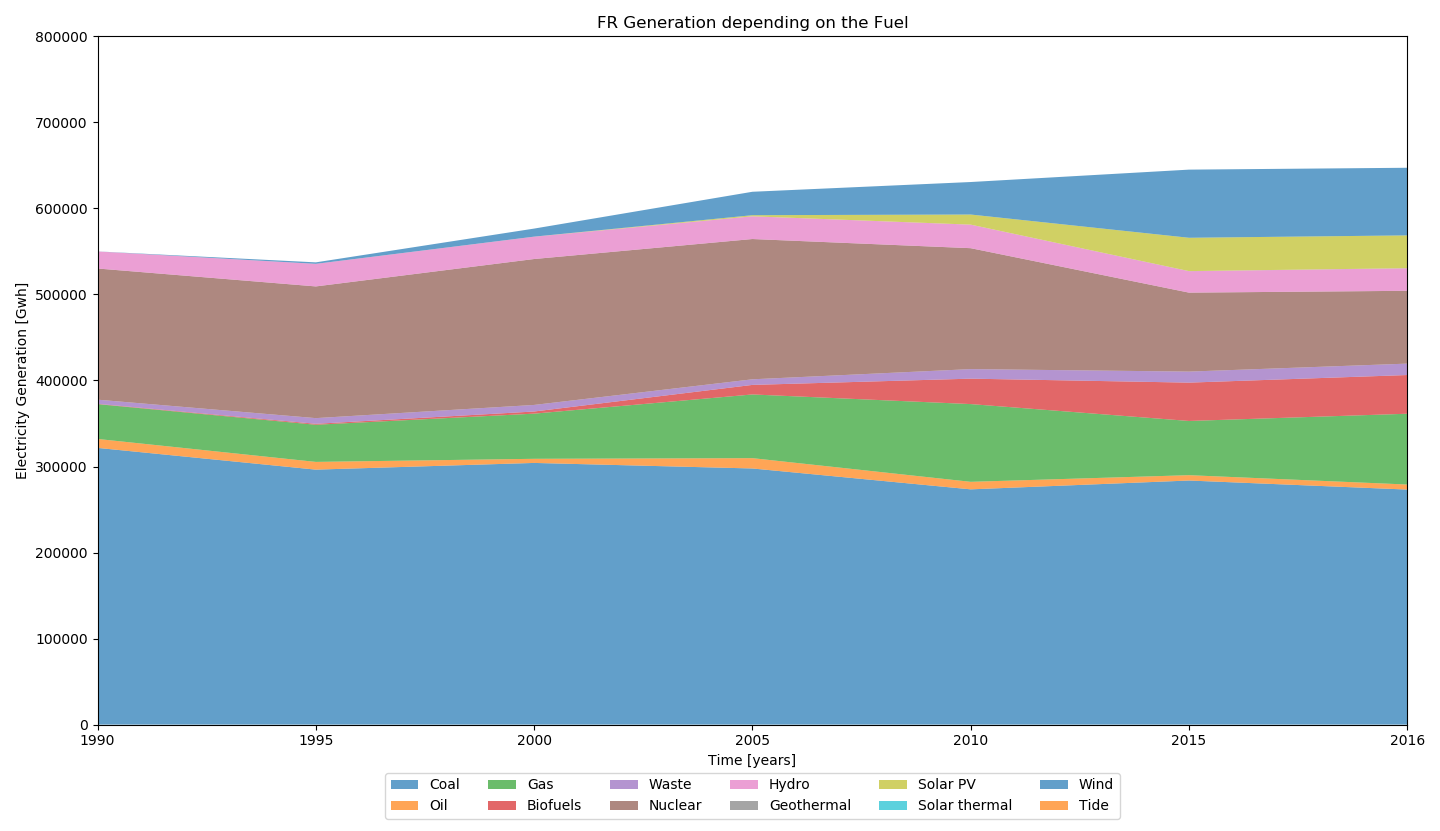 FR Generation depending on the Fuel
800000
700000
600000
500000
400000
300000
200000
100000
0
Electricity Generation [Gwh]
1990 1995 2000 2005 2010 2015 2016
Time [years]
Coal Gas Waste Hydro Solar PV Wind
Oil Biofuels Nuclear Geothermal Solar thermal Tide